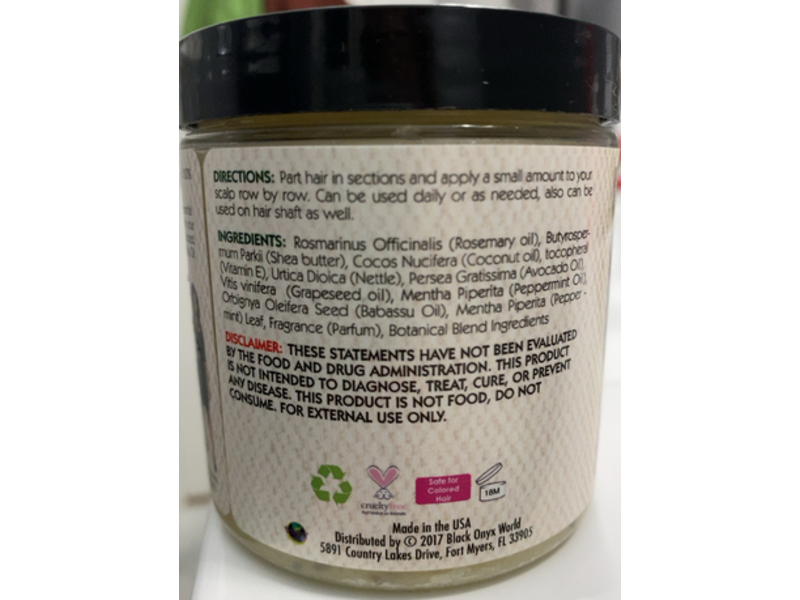 DIRECTIONS: Part hair in sections and apply a small amount to your
scalp row by row. Can be used daily or as needed, also can be
used on hair shaft as well.
INGREDIENTS: Rosmarinus Officinalis (Rosemary oil), Butyrosper-
mum Parkii (Shea butter), Cocos Nucifera (Coconut oil), tocopheral
(Vitamin E), Urtica Dioica (Nettle), Persea Gratissima (Avocado Oil),
Vitis vinifera (Grapeseed oil), Mentha Piperita (Peppermint Oil),
Orbignya Oleifera Seed (Babassu Oil), Mentha Piperita (Pepper-
mint) Leaf, Fragrance (Parfum), Botanical Blend Ingredients
DISCLAIMER: THESE STATEMENTS HAVE NOT BEEN EVALUATED
BY THE FOOD AND DRUG ADMINISTRATION. THIS PRODUCT
IS NOT INTENDED TO DIAGNOSE, TREAT, CURE, OR PREVENT
ANY DISEASE. THIS PRODUCT IS NOT FOOD, DO NOT
CONSUME. FOR EXTERNAL USE ONLY.
crueltyfree
Safe for
Colored
Hair
18M
Made in the USA
Distributed by © 2017 Black Onyx World
5891 Country Lakes Drive, Fort Myers, FL 33905